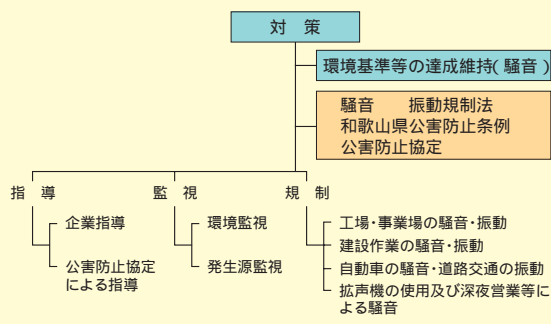 対 策
環境基準等の達成維持(騒音)
騒音 振動規制法
和歌山県公害防止条例
公害防止協定
指 導
監 視
規 制
企業指導
公害防止協定
による指導
環境監視
発生源監視
工場・事業場の騒音・振動
建設作業の騒音・振動
自動車の騒音・道路交通の振動
拡声機の使用及び深夜営業等に
よる騒音